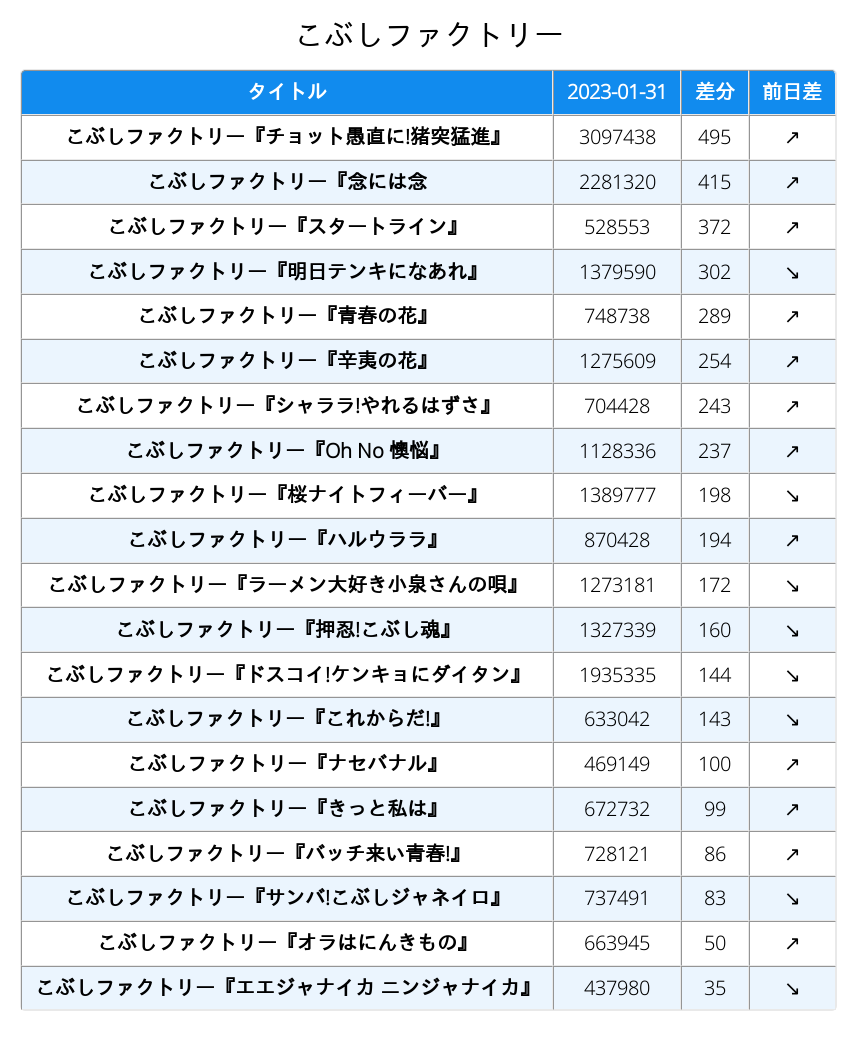 こぶしファクトリー
タイトル 2023-01-31 差分 前日差
こぶしファクトリー『チョット愚直に!猪突猛進』 3097438 495 ↗
こぶしファクトリー『念には念 2281320 415 ↗
こぶしファクトリー『スタートライン』 528553 372 ↗
こぶしファクトリー『明日テンキになあれ』 1379590 302 ↘
こぶしファクトリー『青春の花』 748738 289 ↗
こぶしファクトリー『辛夷の花』 1275609 254 ↗
こぶしファクトリー『シャララ!やれるはずさ』 704428 243 ↗
こぶしファクトリー『Oh No 懊悩』 1128336 237 ↗
こぶしファクトリー『桜ナイトフィーバー』 1389777 198 ↘
こぶしファクトリー『ハルウララ』 870428 194 ↗
こぶしファクトリー『ラーメン大好き小泉さんの唄』 1273181 172 ↘
こぶしファクトリー『押忍!こぶし魂』 1327339 160 ↘
こぶしファクトリー『ドスコイ!ケンキョにダイタン』 1935335 144 ↘
こぶしファクトリー『これからだ!』 633042 143 ↘
こぶしファクトリー『ナセバナル』 469149 100 ↗
こぶしファクトリー『きっと私は』 672732 99 ↗
こぶしファクトリー『バッチ来い青春!』 728121 86 ↗
こぶしファクトリー『サンバ!こぶしジャネイロ』 737491 83 ↘
こぶしファクトリー『オラはにんきもの』 663945 50 ↗
こぶしファクトリー『エエジャナイカ ニンジャナイカ』 437980 35 ↘